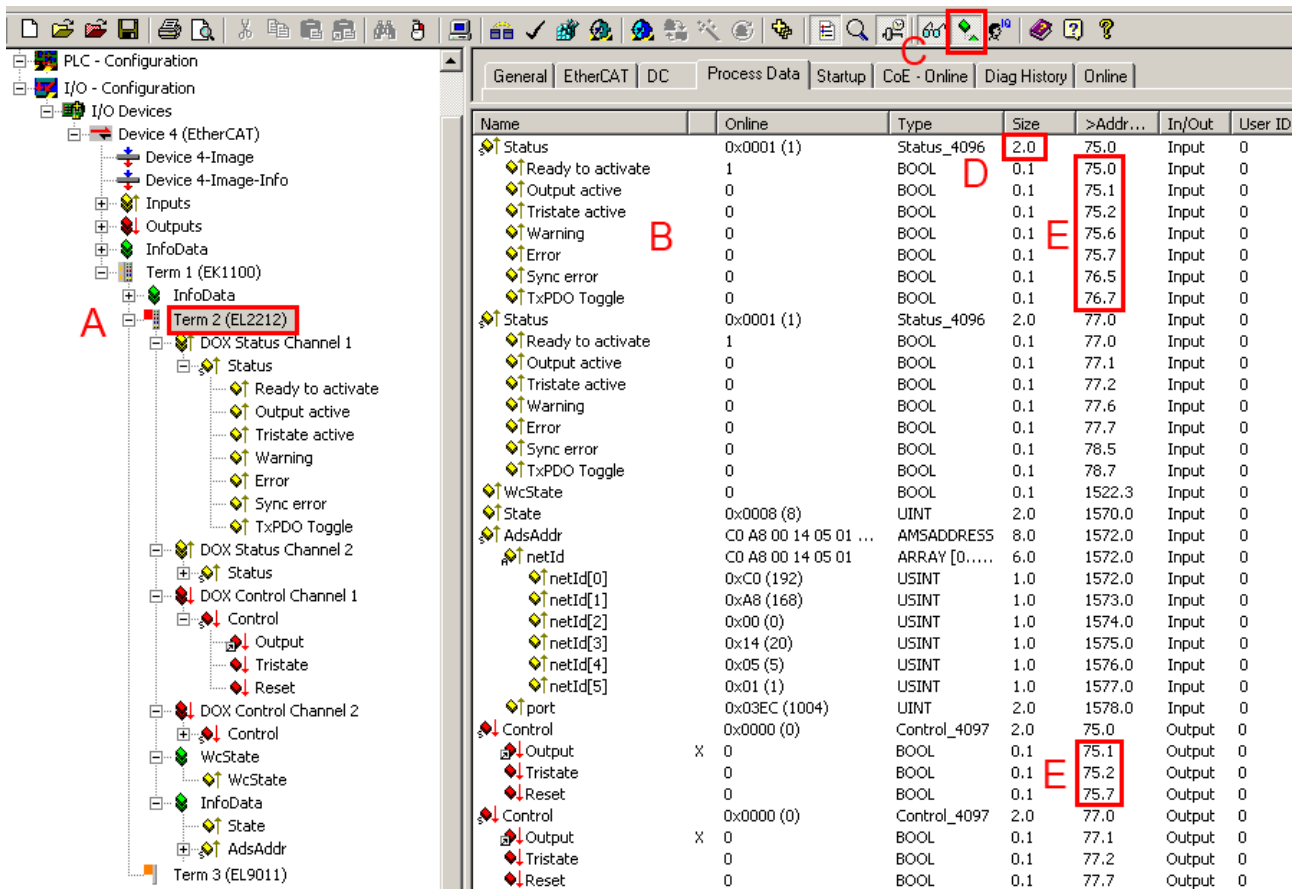 C
PLC - Configuration
I/O - Configuration
I/O Devices
Device 4 (EtherCAT)
Device 4-Image
Device 4-Image-Info
Inputs
Outputs
InfoData
Term 1 (EK1100)
InfoData
A
Term 2 (EL2212)
DOX Status Channel 1
Status
Ready to activate
Output active
Tristate active
Warning
Error
Sync error
TxPDO Toggle
DOX Status Channel 2
Status
DOX Control Channel 1
Control
Output
Tristate
Reset
DOX Control Channel 2
Control
WcState
WcState
InfoData
State
AdsAddr
Term 3 (EL9011)
General EtherCAT DC Process Data Startup CoE - Online Diag History Online
Name Online Type Size >Addr... In/Out User ID
Status 0x0001 (1) Status_4096 2.0 75.0 Input 0
Ready to activate 1 BOOL D 0.1 75.0 Input 0
Output active 0 BOOL 0.1 75.1 Input 0
Tristate active 0 BOOL 0.1 75.2 Input 0
Warning B 0 BOOL 0.1 E 75.6 Input 0
Error 0 BOOL 0.1 75.7 Input 0
Sync error 0 BOOL 0.1 76.5 Input 0
TxPDO Toggle 0 BOOL 0.1 76.7 Input 0
Status 0x0001 (1) Status_4096 2.0 77.0 Input 0
Ready to activate 1 BOOL 0.1 77.0 Input 0
Output active 0 BOOL 0.1 77.1 Input 0
Tristate active 0 BOOL 0.1 77.2 Input 0
Warning 0 BOOL 0.1 77.6 Input 0
Error 0 BOOL 0.1 77.7 Input 0
Sync error 0 BOOL 0.1 78.5 Input 0
TxPDO Toggle 0 BOOL 0.1 78.7 Input 0
WcState 0 BOOL 0.1 1522.3 Input 0
State 0x0008 (8) UINT 2.0 1570.0 Input 0
AdsAddr C0 A8 00 14 05 01 ... AMSADDRESS 8.0 1572.0 Input 0
netId C0 A8 00 14 05 01 ARRAY [0..... 6.0 1572.0 Input 0
netId[0] 0xC0 (192) USINT 1.0 1572.0 Input 0
netId[1] 0xA8 (168) USINT 1.0 1573.0 Input 0
netId[2] 0x00 (0) USINT 1.0 1574.0 Input 0
netId[3] 0x14 (20) USINT 1.0 1575.0 Input 0
netId[4] 0x05 (5) USINT 1.0 1576.0 Input 0
netId[5] 0x01 (1) USINT 1.0 1577.0 Input 0
port 0x03EC (1004) UINT 2.0 1578.0 Input 0
Control 0x0000 (0) Control_4097 2.0 75.0 Output 0
Output X 0 BOOL 0.1 75.1 Output 0
Tristate 0 BOOL 0.1 E 75.2 Output 0
Reset 0 BOOL 0.1 75.7 Output 0
Control 0x0000 (0) Control_4097 2.0 77.0 Output 0
Output X 0 BOOL 0.1 77.1 Output 0
Tristate 0 BOOL 0.1 77.2 Output 0
Reset 0 BOOL 0.1 77.7 Output 0